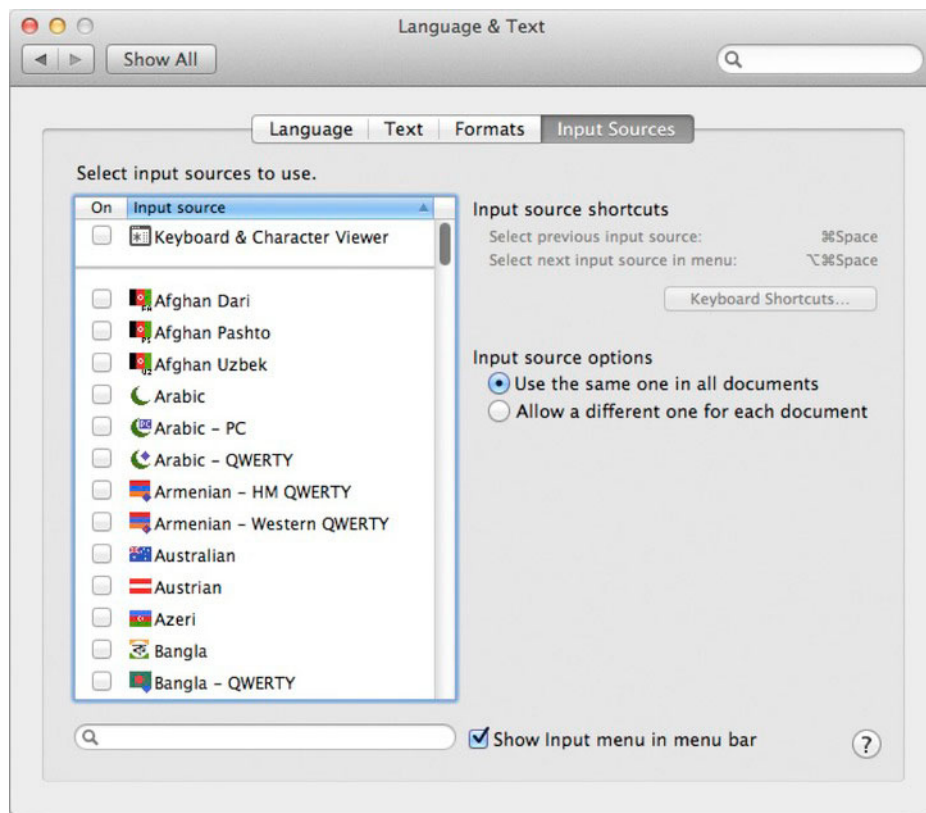 Language & Text
Show All
Language Text Formats Input Sources
Select input sources to use.
On Input source
Keyboard & Character Viewer
Afghan Dari
Afghan Pashto
Afghan Uzbek
Arabic
Arabic – PC
Arabic – QWERTY
Armenian – HM QWERTY
Armenian – Western QWERTY
Australian
Austrian
Azeri
Bangla
Bangla – QWERTY
Input source shortcuts
Select previous input source: ⌘Space
Select next input source in menu: ⌥⌘Space
Keyboard Shortcuts...
Input source options
Use the same one in all documents
Allow a different one for each document
Show Input menu in menu bar
?